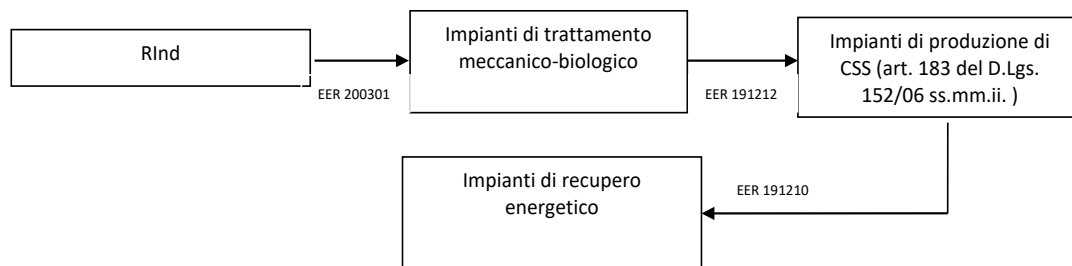 RInd
EER 200301
Impianti di trattamento
meccanico-biologico
EER 191212
Impianti di produzione di
CSS (art. 183 del D.Lgs.
152/06 ss.mm.ii. )
EER 191210
Impianti di recupero
energetico